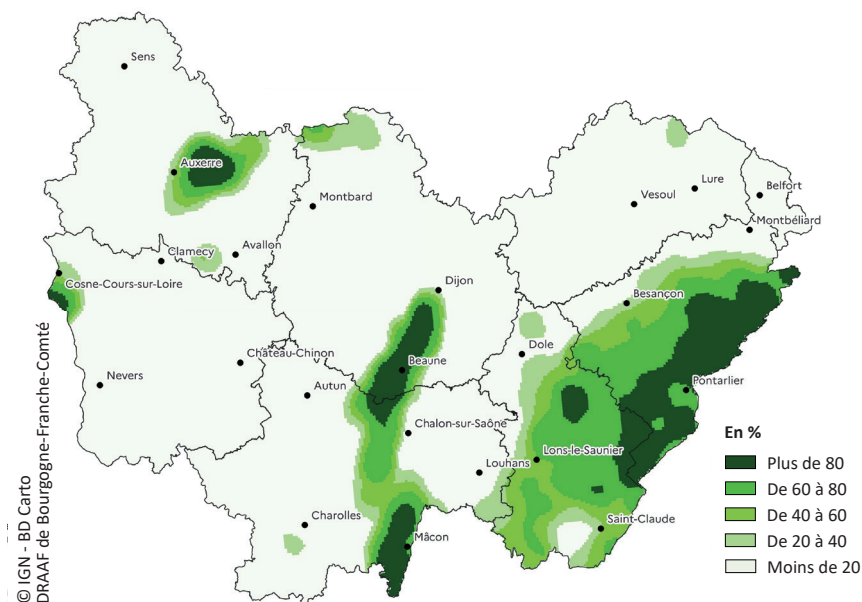 Sens
Auxerre
Montbard
Vesoul
Lure
Belfort
Montbéliard
Clamecy
Avallon
Cosne-Cours-sur-Loire
Dijon
Besançon
Château-Chinon
Dole
Nevers
Autun
Beaune
Pontarlier
Chalon-sur-Saône
Louhans
Lons-le-Saunier
Charolles
Mâcon
Saint-Claude
En %
Plus de 80
De 60 à 80
De 40 à 60
De 20 à 40
Moins de 20
© IGN - BD Carto
DRAAF de Bourgogne-Franche-Comté